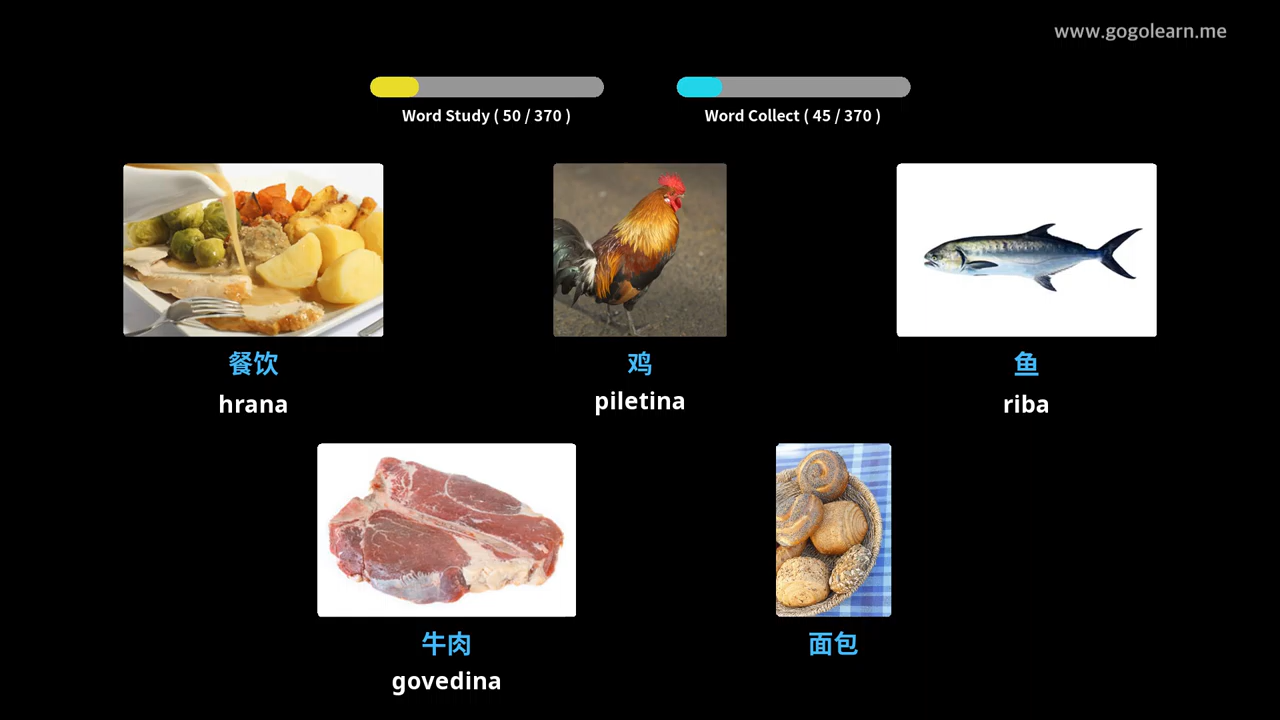 www.gogolearn.me
Word Study ( 50 / 370 )
Word Collect ( 45 / 370 )
餐饮
hrana
鸡
piletina
鱼
riba
牛肉
govedina
面包